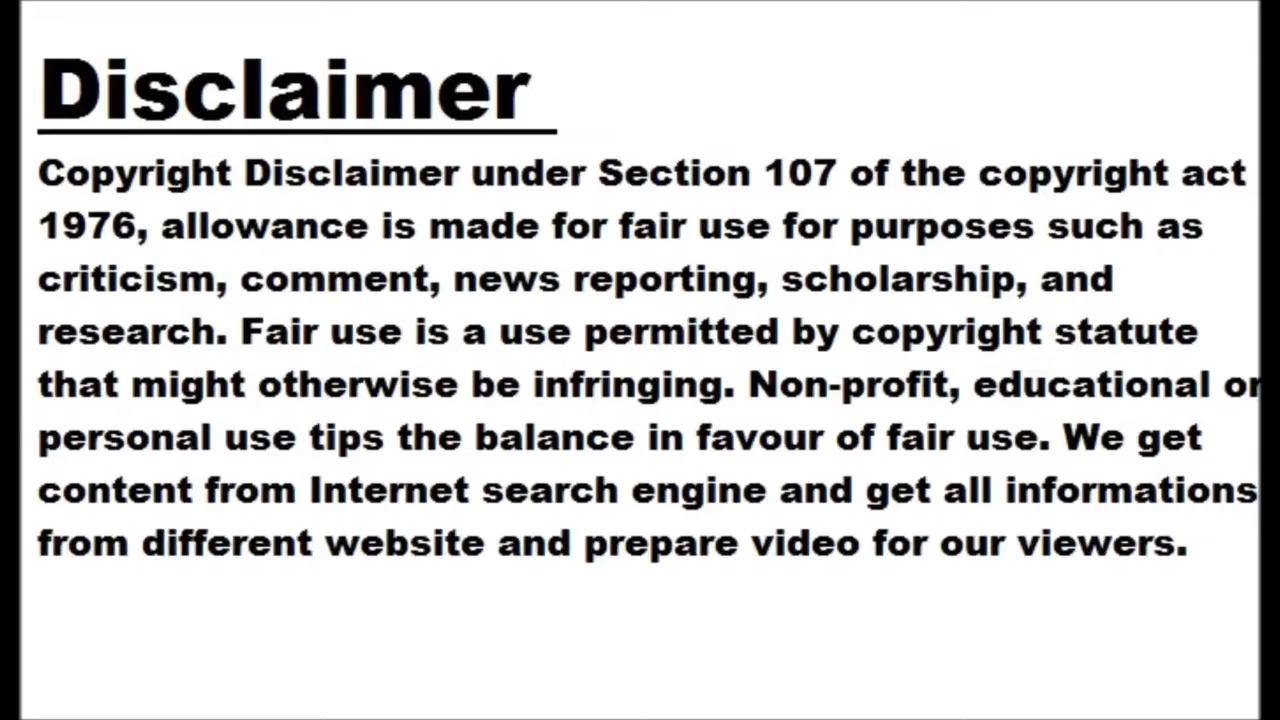 Disclaimer
Copyright Disclaimer under Section 107 of the copyright act
1976, allowance is made for fair use for purposes such as
criticism, comment, news reporting, scholarship, and
research. Fair use is a use permitted by copyright statute
that might otherwise be infringing. Non-profit, educational or
personal use tips the balance in favour of fair use. We get
content from Internet search engine and get all informations
from different website and prepare video for our viewers.